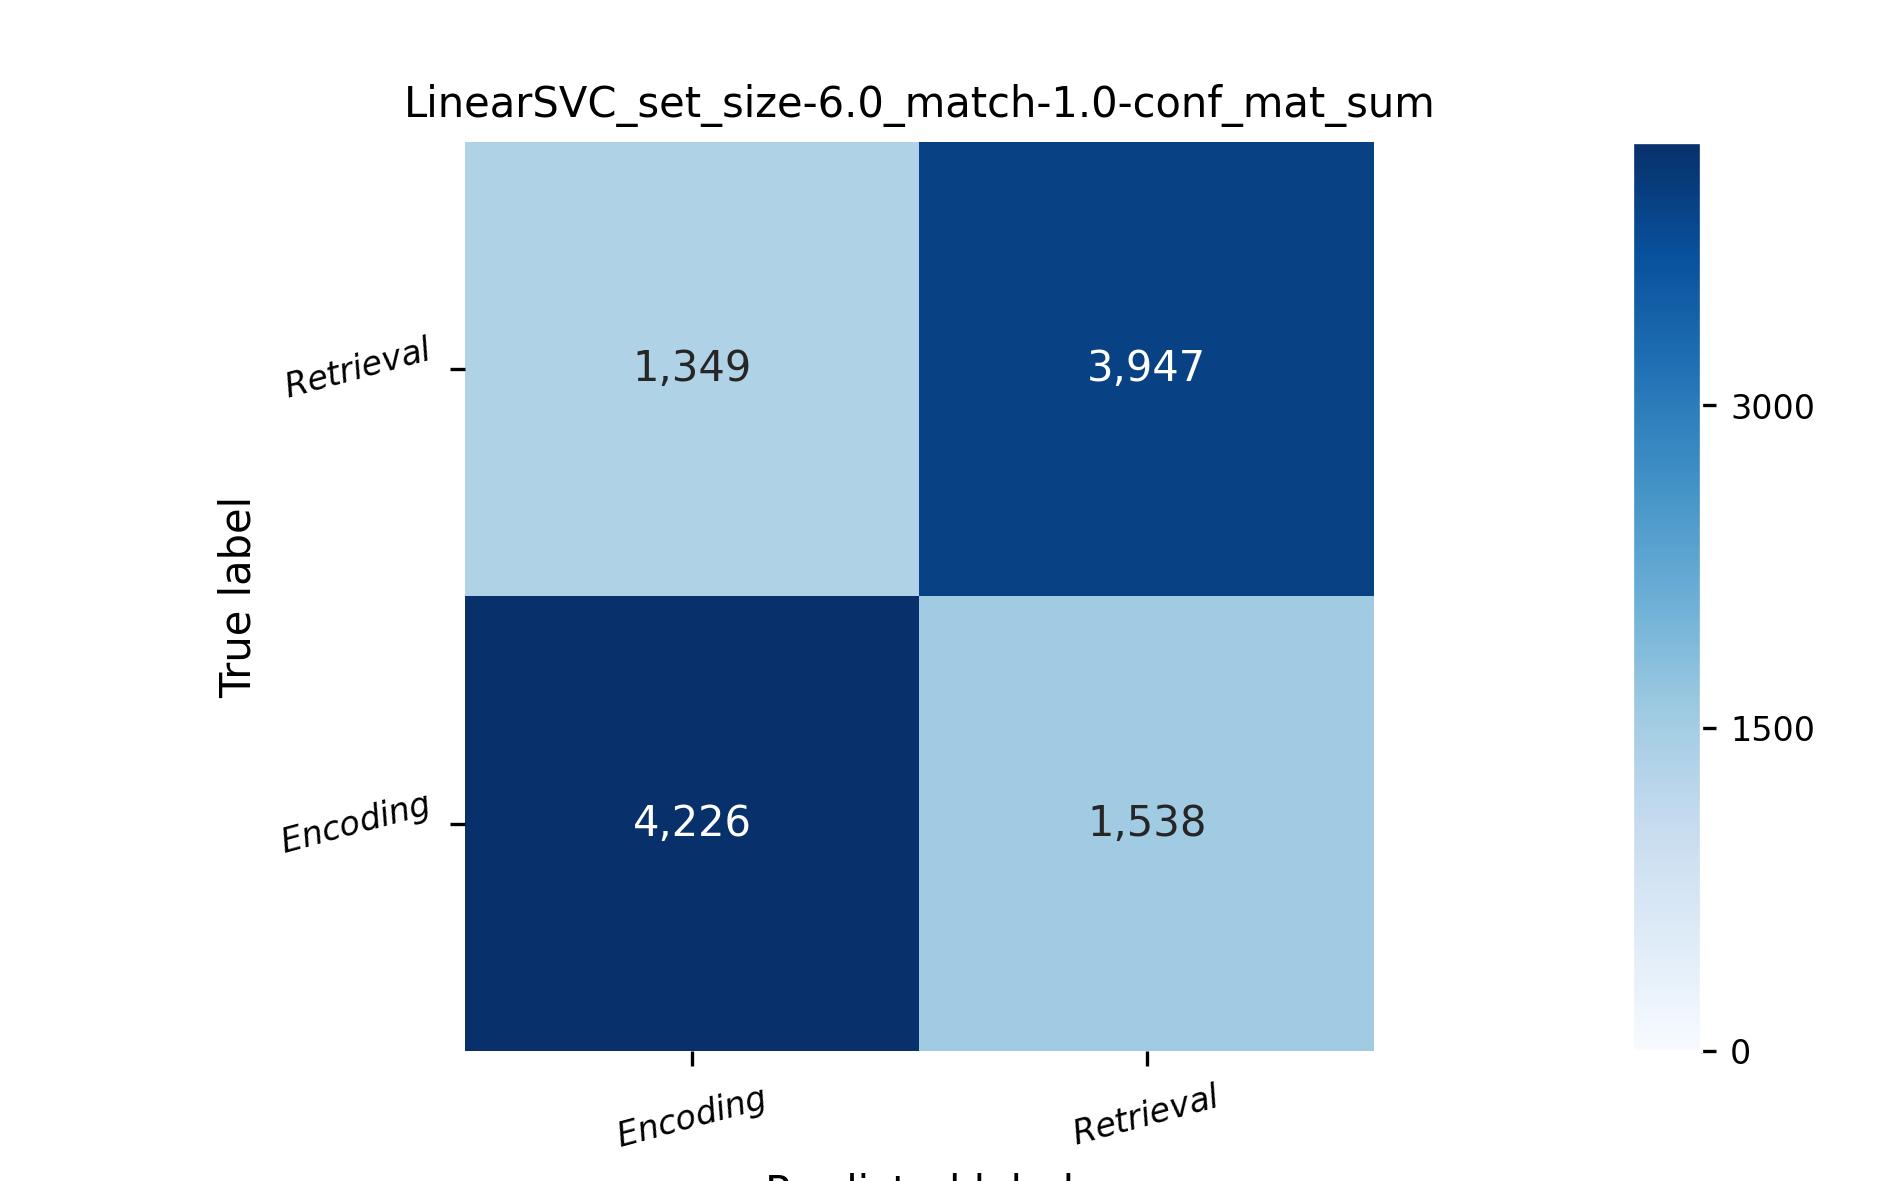 LinearSVC_set_size-6.0_match-1.0-conf_mat_sum
True label
Retrieval
1,349
3,947
Encoding
4,226
1,538
Encoding
Retrieval
3000
1500
0